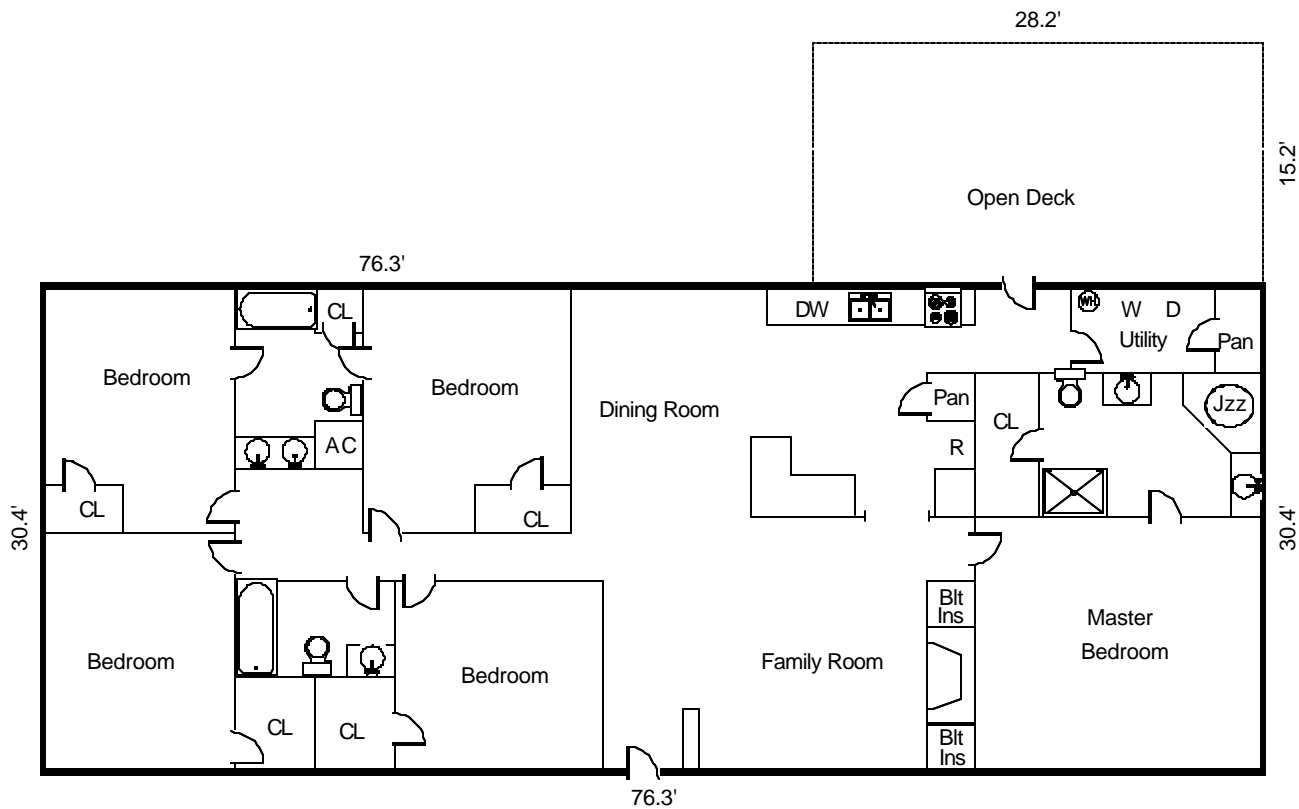 28.2'
15.2'
Open Deck
76.3'
CL
DW
WH
W D
Utility
Pan
Bedroom
Bedroom
Dining Room
Pan
CL
Jzz
AC
R
CL
CL
30.4'
30.4'
Blt
Ins
Master
Bedroom
Bedroom
Bedroom
Family Room
CL
CL
Blt
Ins
76.3'